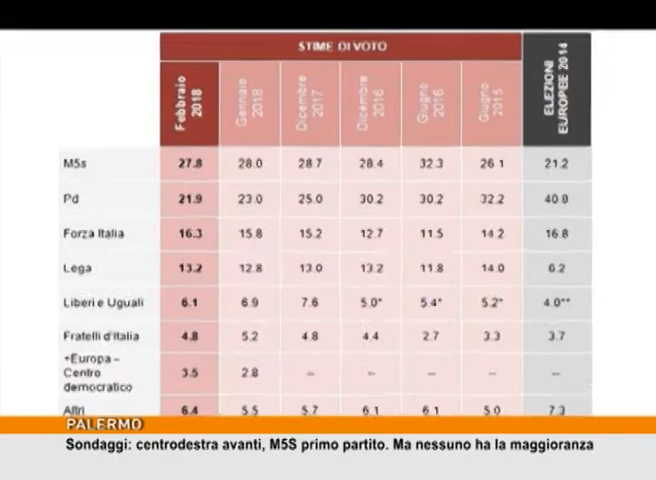 STIME DI VOTO
Febbraio 2018 Gennaio 2018 Dicembre 2017 Dicembre 2016 Giugno 2016 Giugno 2015 ELEZIONI EUROPEE 2014
M5s 27.8 28.0 28.7 28.4 32.3 26.1 21.2
Pd 21.9 23.0 25.0 30.2 30.2 32.2 40.8
Forza Italia 16.3 15.8 15.2 12.7 11.5 14.2 16.8
Lega 13.2 12.8 13.0 13.2 11.8 14.0 6.2
Liberi e Uguali 6.1 6.9 7.6 5.0* 5.4* 5.2* 4.0**
Fratelli d'Italia 4.8 5.2 4.8 4.4 2.7 3.3 3.7
+Europa –
Centro 3.5 2.8 – – – – –
democratico
Altri 6.4 5.5 5.7 6.1 6.1 5.0 7.3
PALERMO
Sondaggi: centrodestra avanti, M5S primo partito. Ma nessuno ha la maggioranza